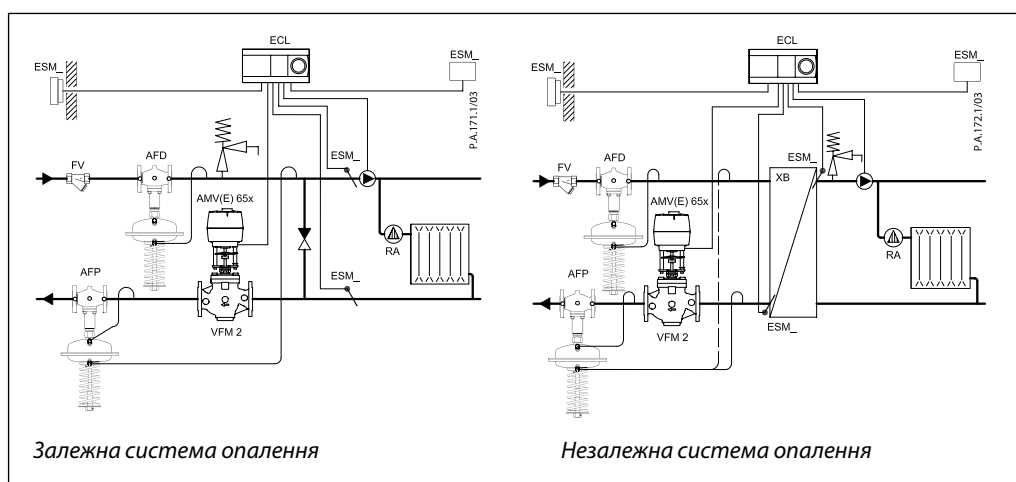 ECL
ESM_
ESM_
P.A.171.1/03
FV
AFD
ESM_
AMV(E) 65x
RA
AFP
ESM_
VFM 2
Залежна система опалення
ECL
ESM_
ESM_
P.A.172.1/03
FV
AFD
ESM_
XB
AMV(E) 65x
RA
AFP
ESM_
VFM 2
Незалежна система опалення